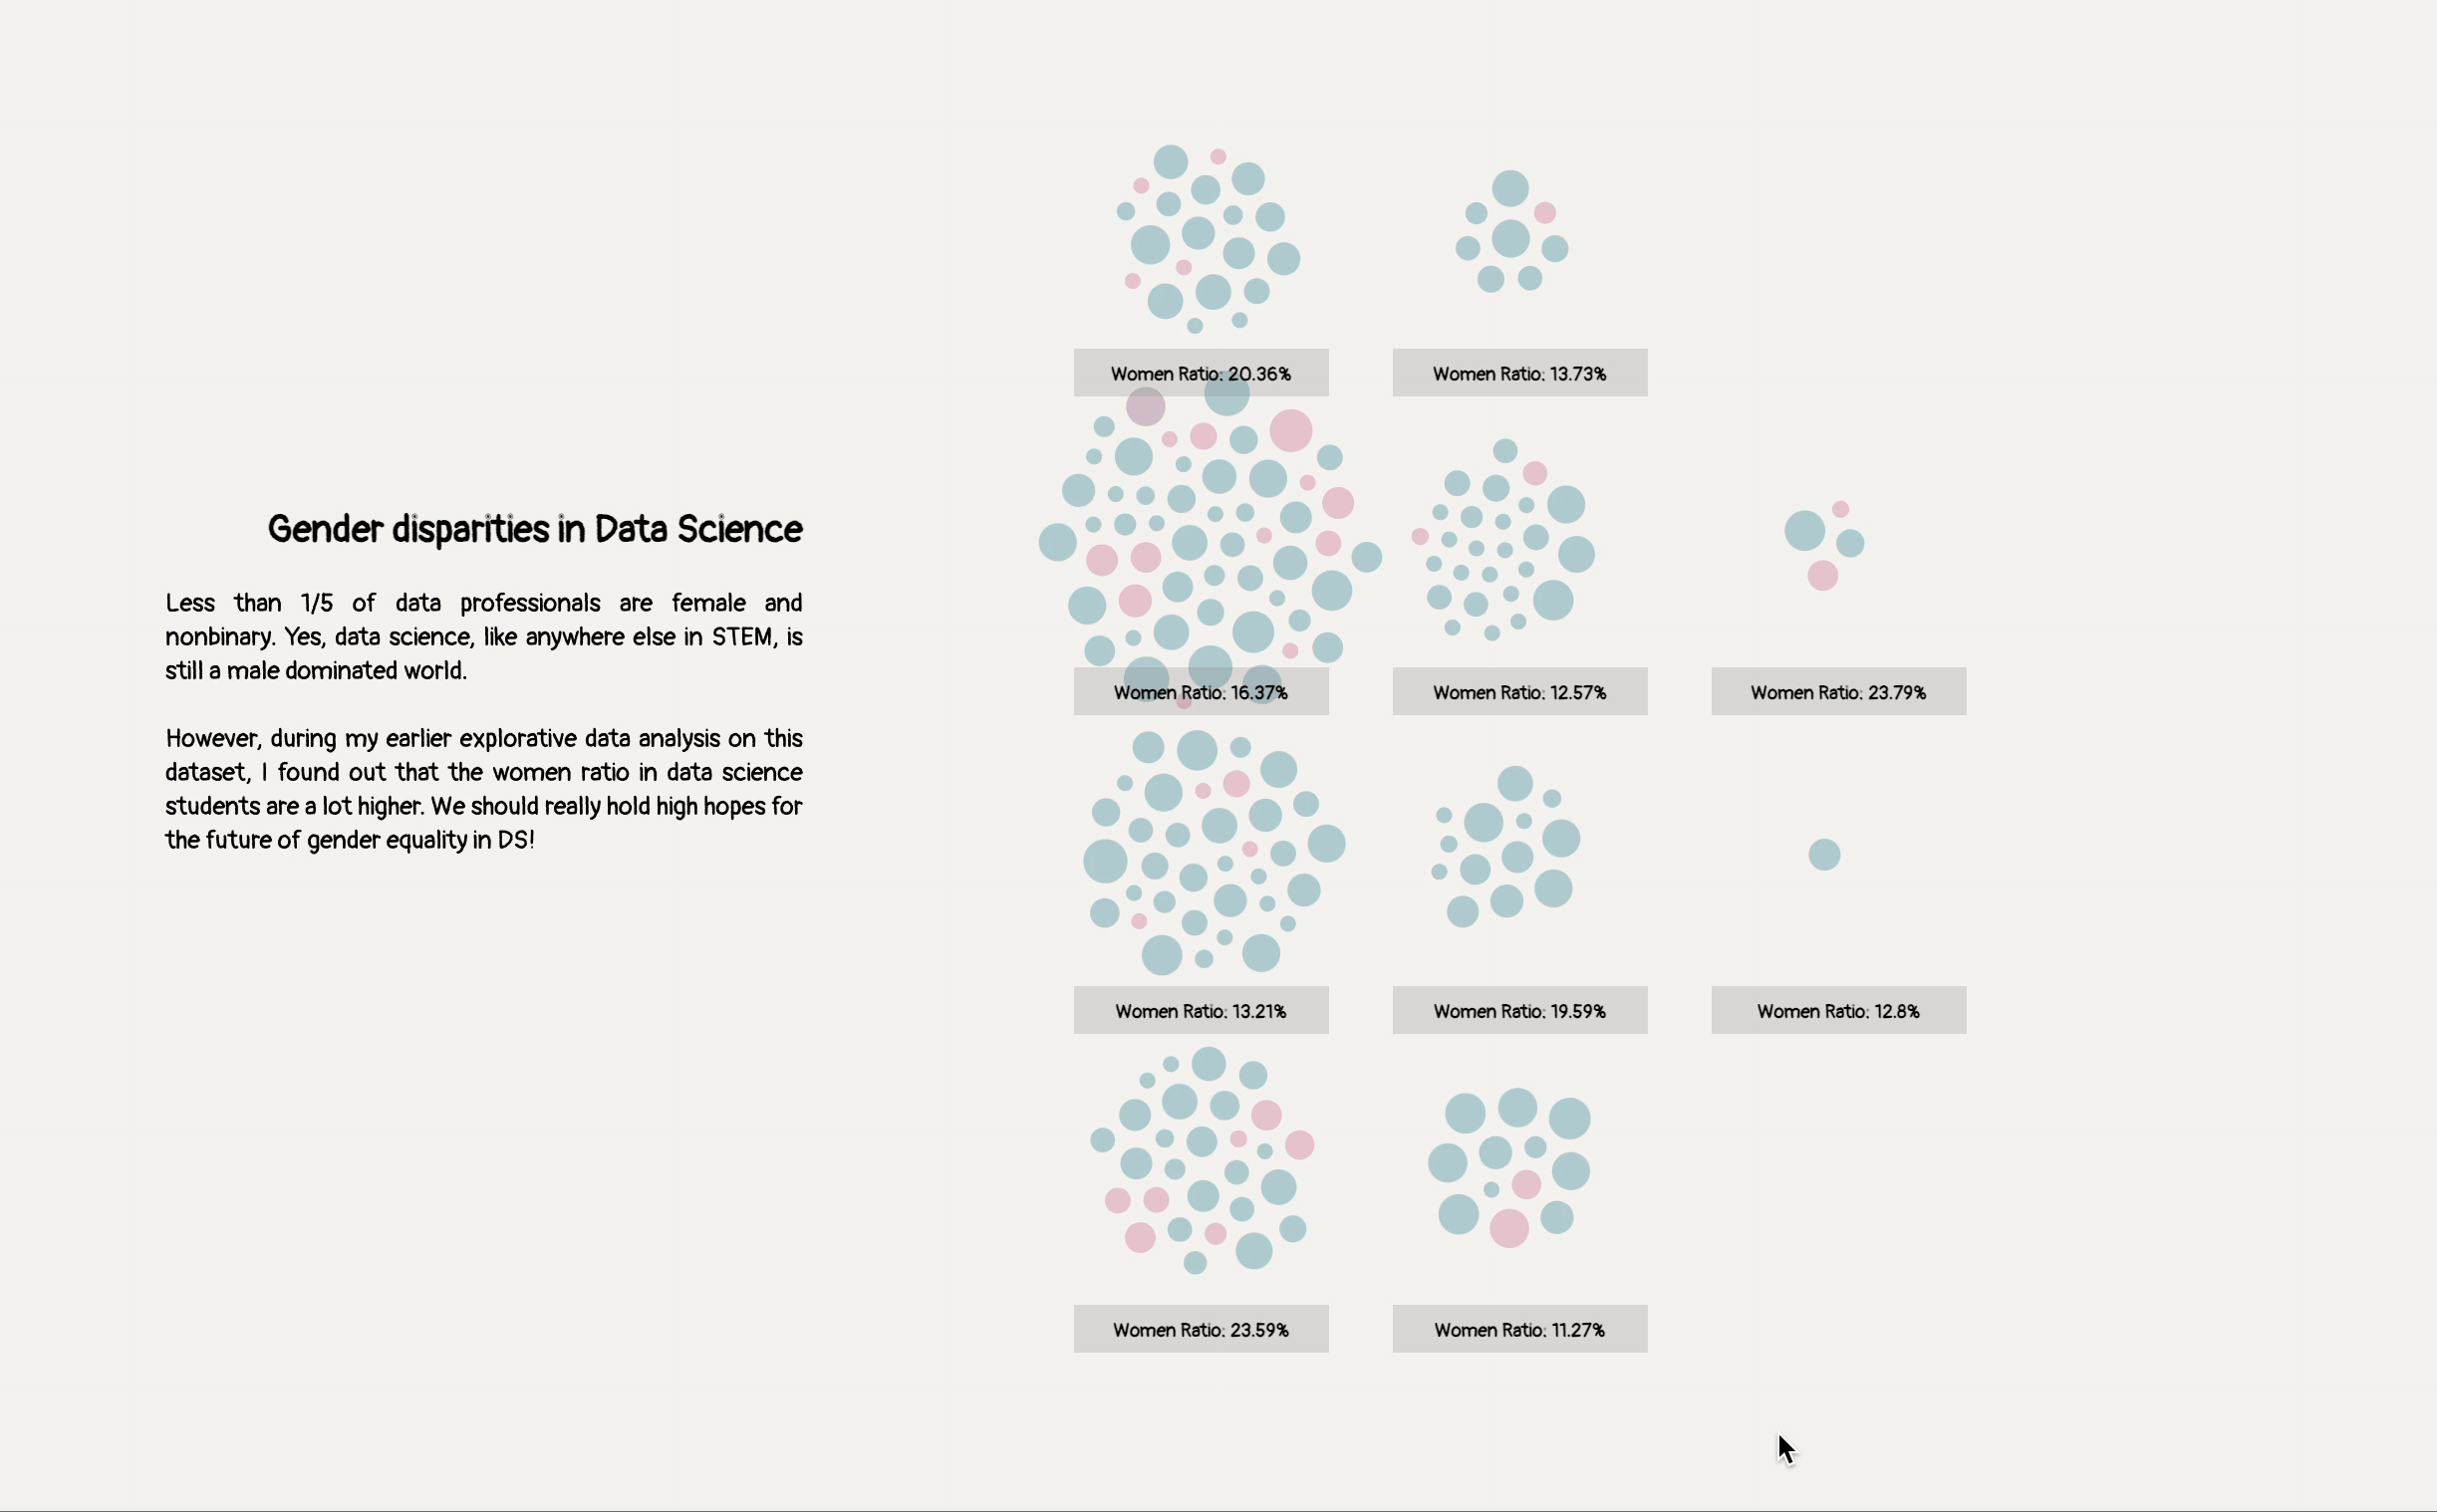 Gender disparities in Data Science
Less than 1/5 of data professionals are female and
nonbinary. Yes, data science, like anywhere else in STEM, is
still a male dominated world.
However, during my earlier explorative data analysis on this
dataset, I found out that the women ratio in data science
students are a lot higher. We should really hold high hopes for
the future of gender equality in DS!
Women Ratio: 20.36%
Women Ratio: 13.73%
Women Ratio: 16.37%
Women Ratio: 12.57%
Women Ratio: 23.79%
Women Ratio: 13.21%
Women Ratio: 19.59%
Women Ratio: 12.8%
Women Ratio: 23.59%
Women Ratio: 11.27%